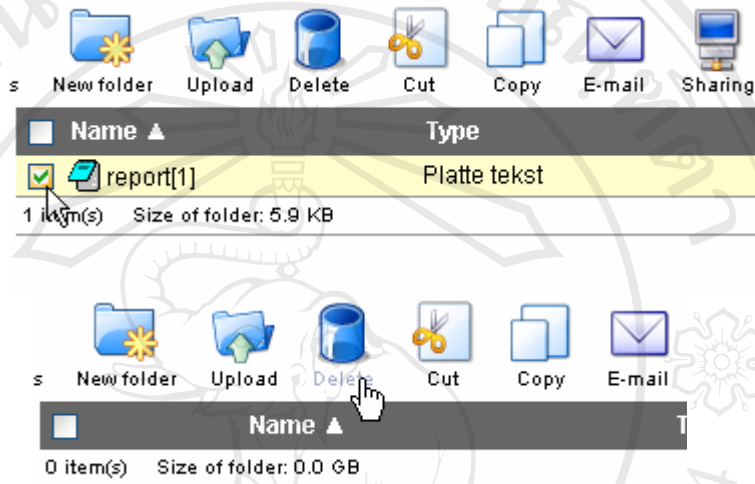 s New folder Upload Delete Cut Copy E-mail Sharing
Name ▲ Type
report[1] Platte tekst
1 item(s) Size of folder: 5.9 KB
s New folder Upload Delete Cut Copy E-mail
Name ▲ T
0 item(s) Size of folder: 0.0 GB